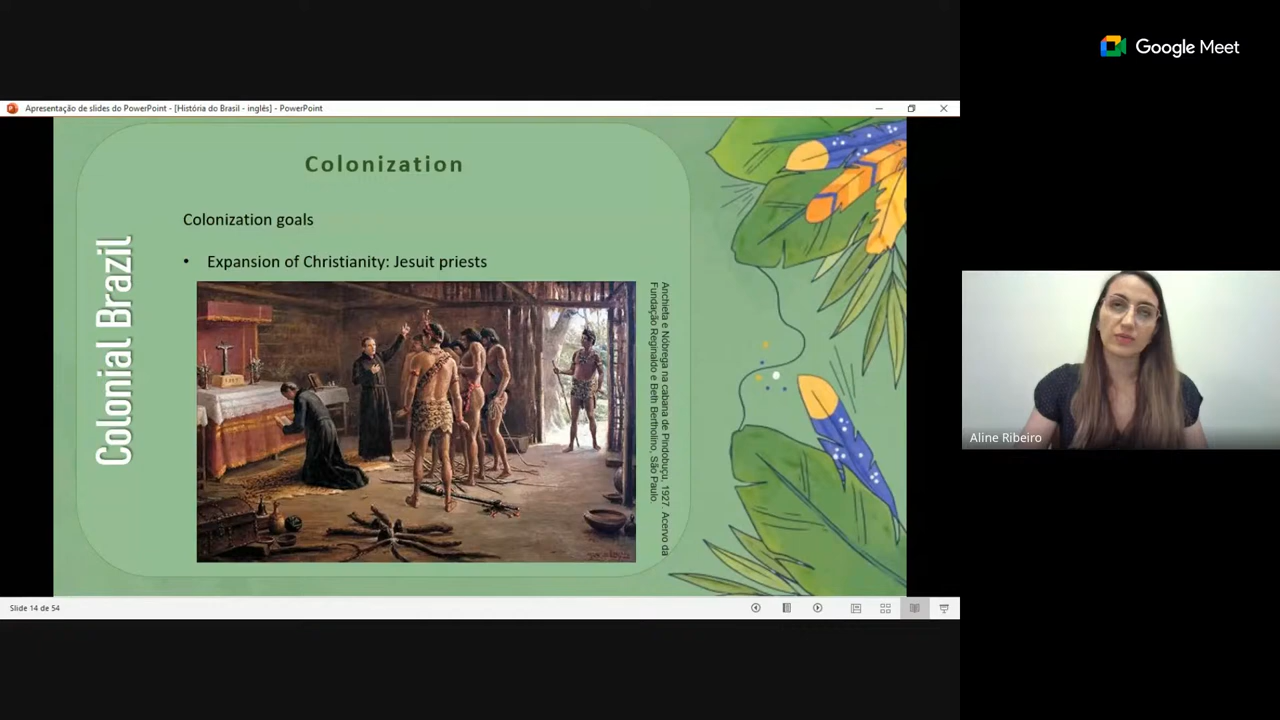 Google Meet
Apresentação de slides do PowerPoint - [História do Brasil - inglês] - PowerPoint
Colonization
Colonization goals
• Expansion of Christianity: Jesuit priests
Colonial Brazil
Anchieta e Nóbrega na cabana de Pindobuçu, 1927. Acervo da
Fundação Reginaldo e Beth Bertholino, São Paulo.
Aline Ribeiro
Slide 14 de 54